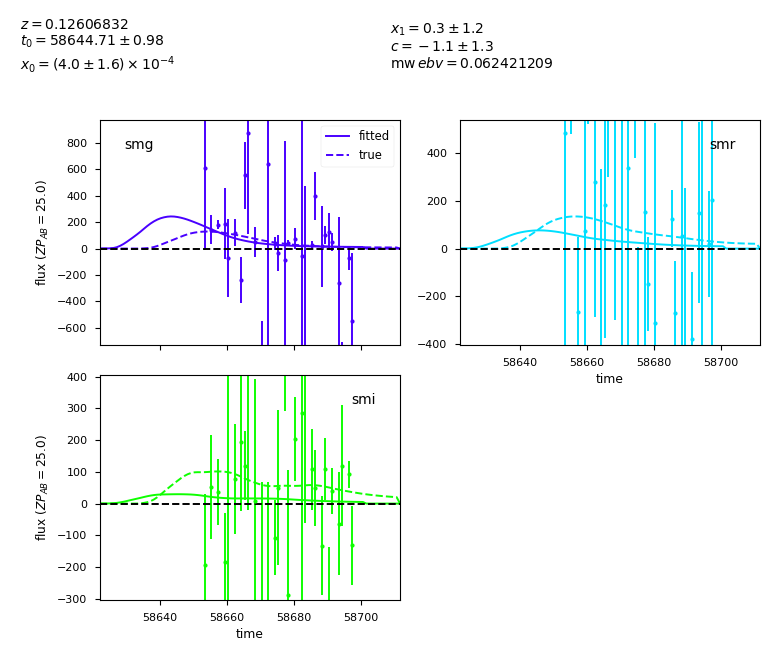 z = 0.12606832
t₀ = 58644.71 ± 0.98
x₀ = (4.0 ± 1.6) × 10⁻⁴
x₁ = 0.3 ± 1.2
c = −1.1 ± 1.3
mw ebv = 0.062421209
smg
fitted
true
800
600
400
200
0
−200
−400
−600
flux (ZP_AB = 25.0)
smr
400
200
0
−200
−400
58640 58660 58680 58700
time
smi
400
300
200
100
0
−100
−200
−300
flux (ZP_AB = 25.0)
58640 58660 58680 58700
time